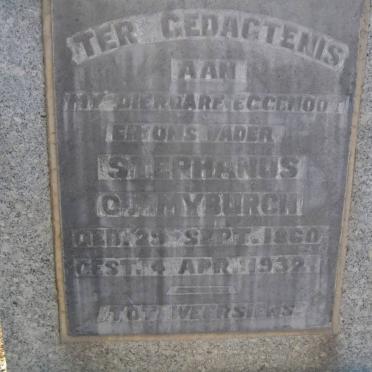 TER GEDAGTENIS
AAN
MY DIERBARE EGGENOOT
EN ONS VADER
STEPHANUS
MYBURGH
GEB. SEPT. 1860
GEST. 4 APR. 1932
TOT WEERSIENS